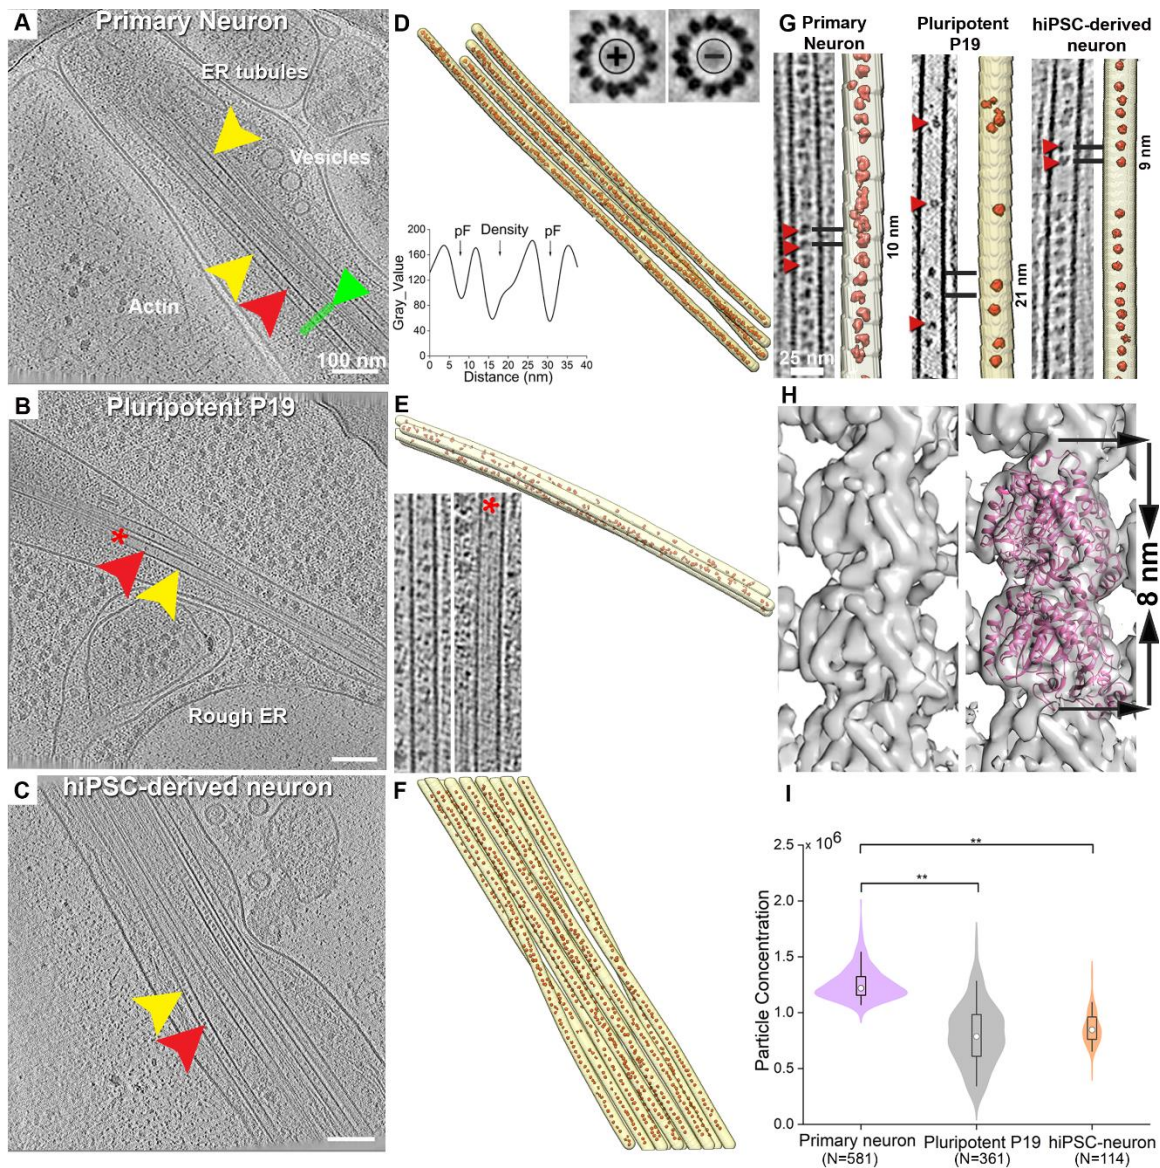 A
Primary Neuron
ER tubules
Vesicles
Actin
100 nm
B
Pluripotent P19
*
Rough ER
C
hiPSC-derived neuron
D
+
−
pF Density pF
200
160
120
80
40
0
Gray_Value
0 5 10 15 20 25 30 35 40
Distance (nm)
E
*
F
G
Primary
Neuron
Pluripotent
P19
hiPSC-derived
neuron
10 nm
21 nm
9 nm
25 nm
H
8 nm
I
2.5 × 10⁶
2.0
1.5
1.0
0.5
0.0
Particle Concentration
**
**
Primary neuron
(N=581)
Pluripotent P19
(N=361)
hiPSC-neuron
(N=114)